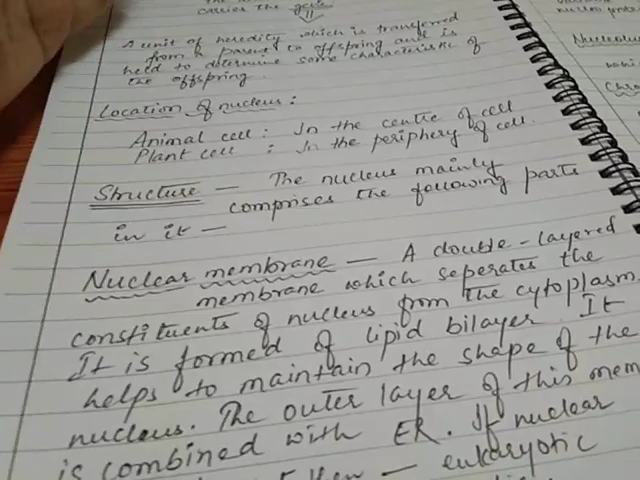 carries the gene
A unit of heredity which is transferred
from a parent to offspring and is
held to determine some characteristic of
the offspring.
Location of nucleus :
Animal cell : In the centre of cell
Plant cell : In the periphery of cell.
Structure — The nucleus mainly
comprises the following parts
in it —
Nuclear membrane — A double-layered
membrane which seperates the
constituents of nucleus from the cytoplasm.
It is formed of lipid bilayer. It
helps to maintain the shape of the
nucleus. The outer layer of this mem
is combined with ER. If nuclear
— eukaryotic
Nucleolu